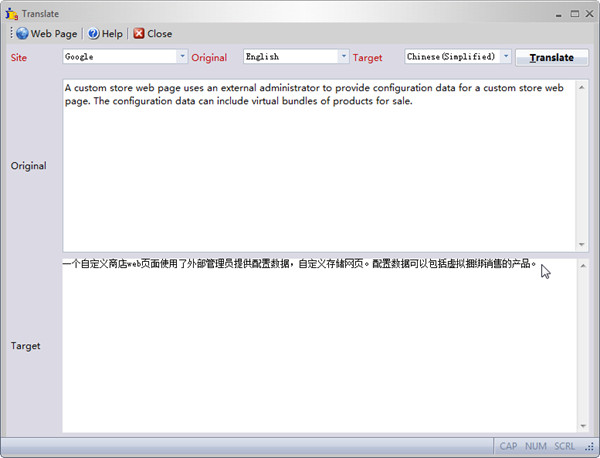 Translate
Web Page Help Close
Site Google Original English Target Chinese(Simplified) Translate
A custom store web page uses an external administrator to provide configuration data for a custom store web
page. The configuration data can include virtual bundles of products for sale.
Original
一个自定义商店web页面使用了外部管理员提供配置数据，自定义存储网页。配置数据可以包括虚拟捆绑销售的产品。
Target
CAP NUM SCRL